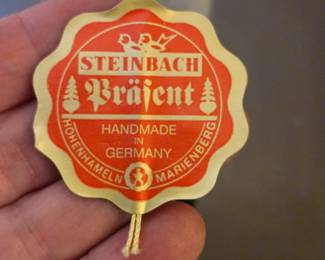 STEINBACH
Präſent
HANDMADE
IN
GERMANY
HOHENHAMELN MARIENBERG